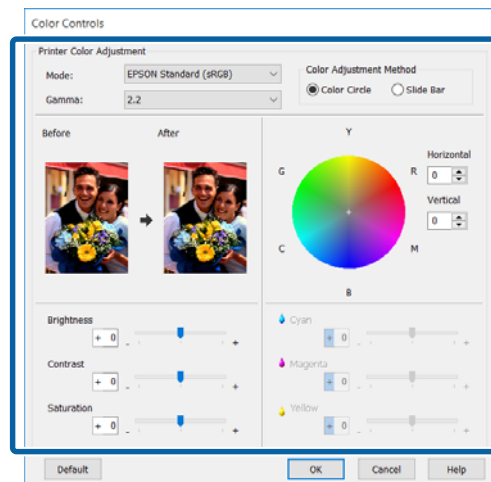 Color Controls
Printer Color Adjustment
Mode: EPSON Standard (sRGB)
Gamma: 2.2
Color Adjustment Method
Color Circle Slide Bar
Before After
Y
G R
C M
B
Horizontal
0
Vertical
0
Brightness
+ 0 - +
Contrast
+ 0 - +
Saturation
+ 0 - +
Cyan
+ 0 - +
Magenta
+ 0 - +
Yellow
+ 0 - +
Default OK Cancel Help